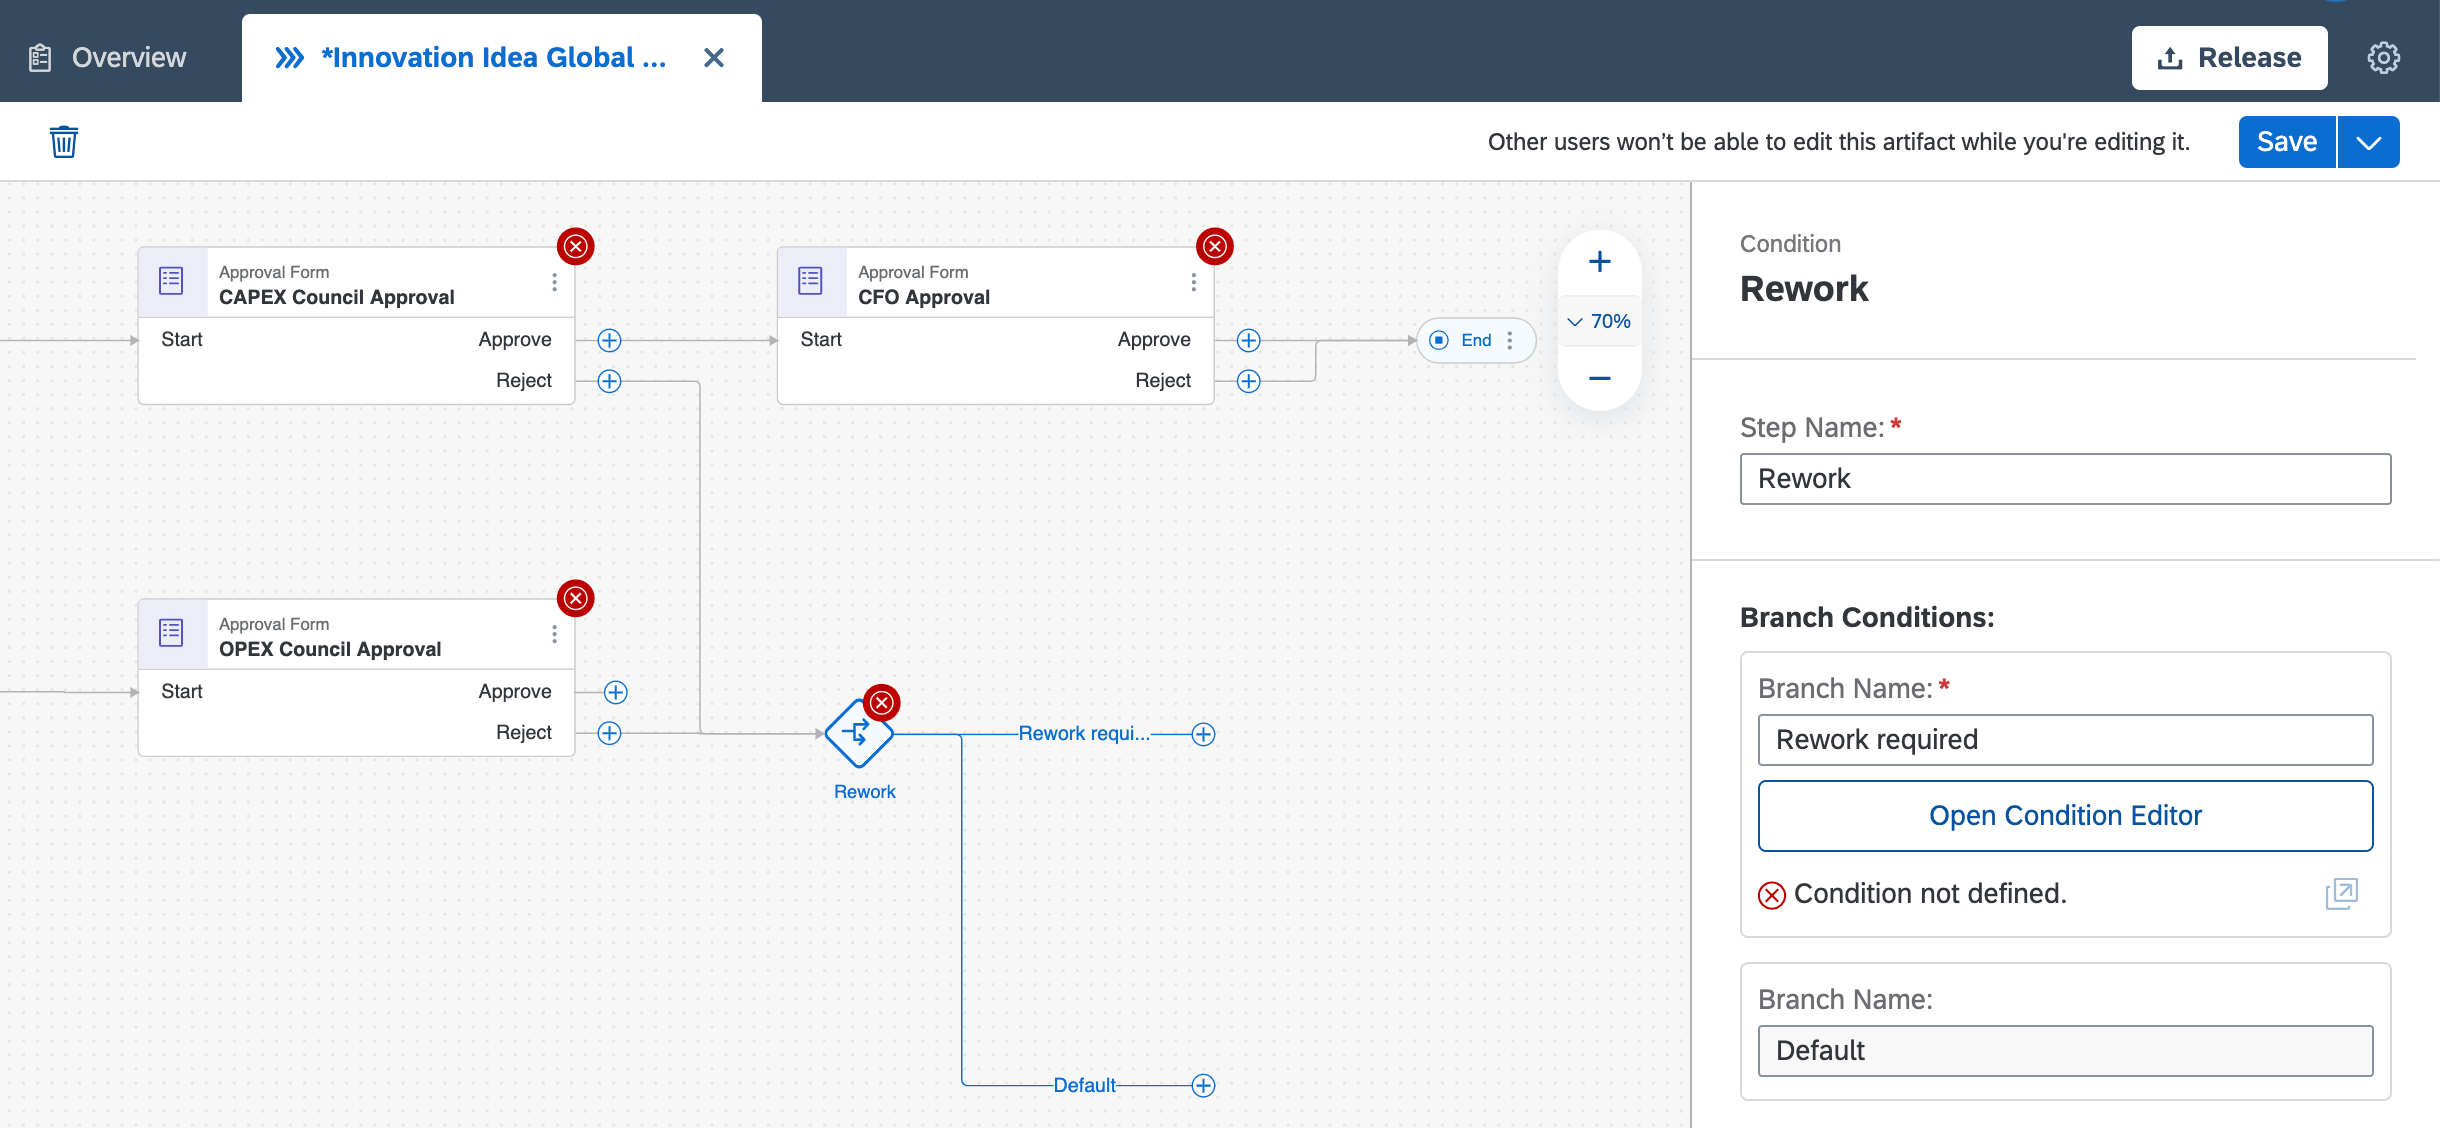 Overview
*Innovation Idea Global ...
Release
Other users won't be able to edit this artifact while you're editing it.
Save
Approval Form
CAPEX Council Approval
Start
Approve
Reject
Approval Form
CFO Approval
Start
Approve
Reject
End
70%
Approval Form
OPEX Council Approval
Start
Approve
Reject
Rework
Rework requi...
Default
Condition
Rework
Step Name: *
Rework
Branch Conditions:
Branch Name: *
Rework required
Open Condition Editor
Condition not defined.
Branch Name:
Default